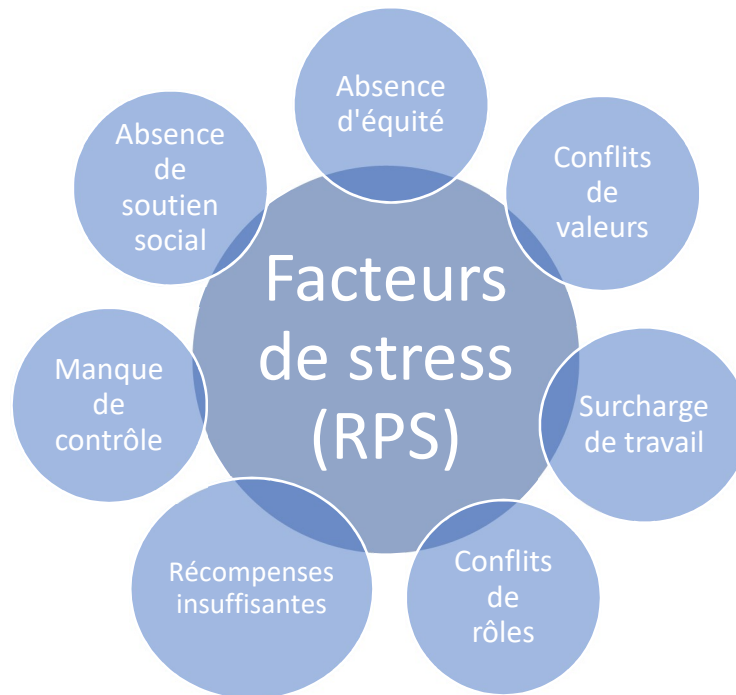 Absence
d'équité
Conflits
de
valeurs
Surcharge
de travail
Conflits
de
rôles
Récompenses
insuffisantes
Manque
de
contrôle
Absence
de
soutien
social
Facteurs
de stress
(RPS)